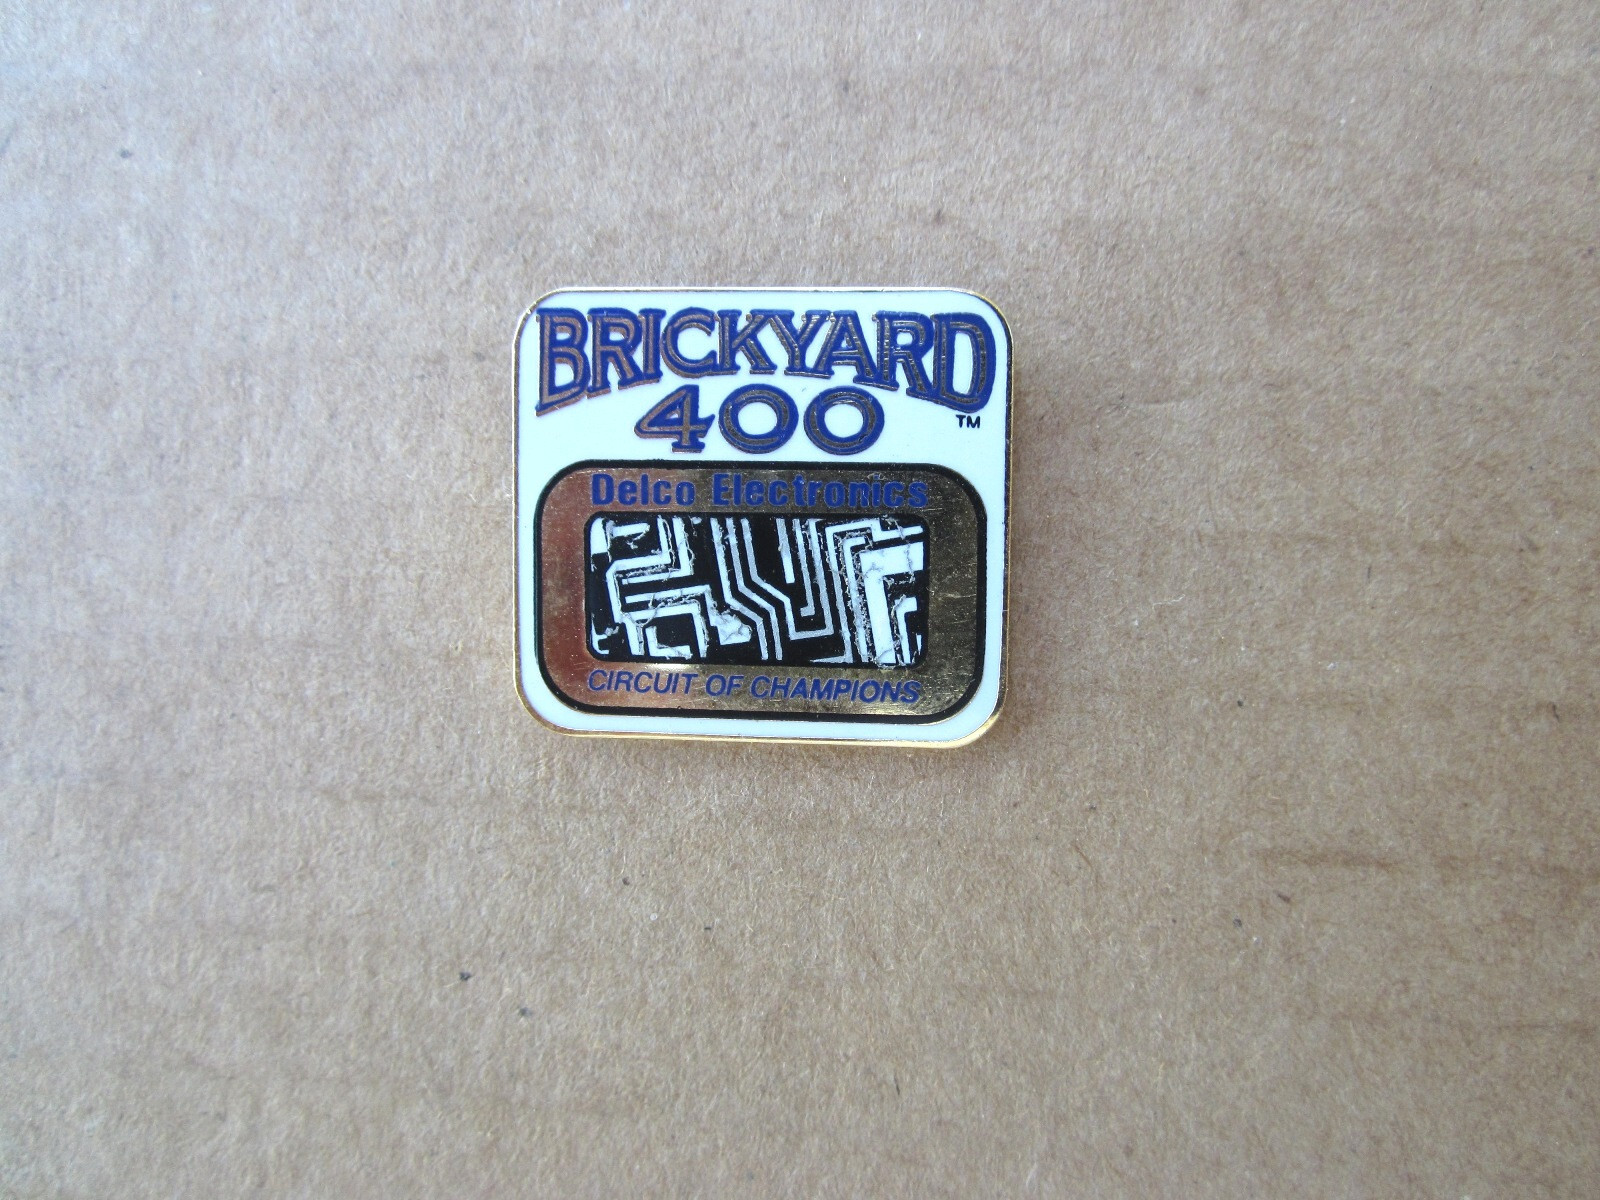 BRICKYARD
400
TM
Delco Electronics
CIRCUIT OF CHAMPIONS